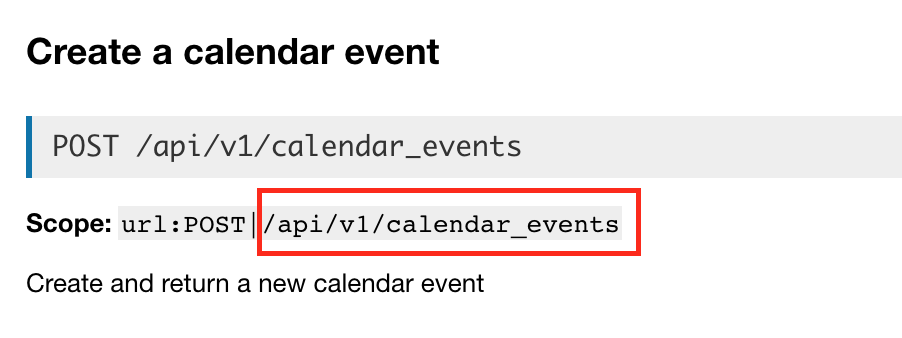 Create a calendar event
POST /api/v1/calendar_events
Scope: url:POST|/api/v1/calendar_events
Create and return a new calendar event